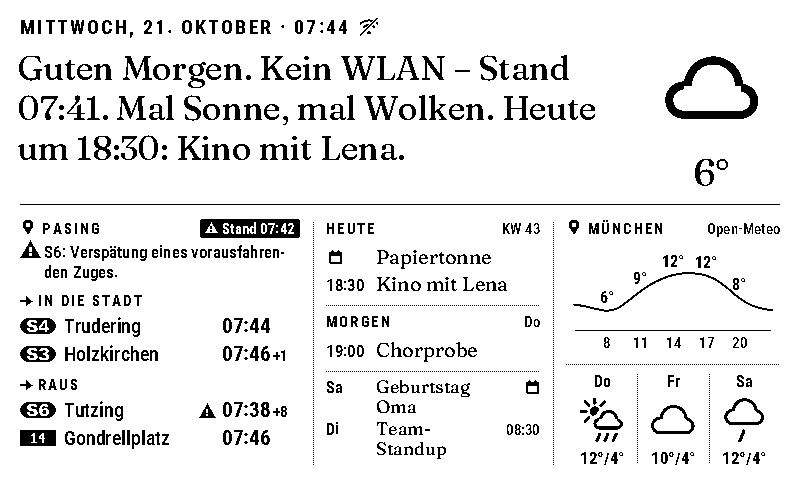 MITTWOCH, 21. OKTOBER · 07:44
Guten Morgen. Kein WLAN – Stand
07:41. Mal Sonne, mal Wolken. Heute
um 18:30: Kino mit Lena.
6°
PASING Stand 07:42
S6: Verspätung eines vorausfahren-
den Zuges.
IN DIE STADT
S4 Trudering 07:44
S3 Holzkirchen 07:46 +1
RAUS
S6 Tutzing 07:38 +8
14 Gondrellplatz 07:46
HEUTE KW 43
Papiertonne
18:30 Kino mit Lena
MORGEN Do
19:00 Chorprobe
Sa Geburtstag
Oma
Di Team- 08:30
Standup
MÜNCHEN Open-Meteo
6° 9° 12° 12° 8°
8 11 14 17 20
Do Fr Sa
12°/4° 10°/4° 12°/4°